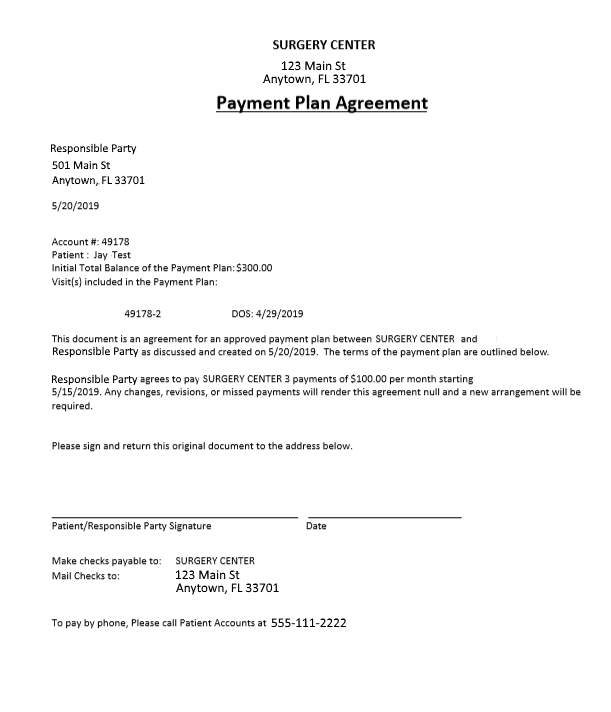 SURGERY CENTER
123 Main St
Anytown, FL 33701
Payment Plan Agreement
Responsible Party
501 Main St
Anytown, FL 33701
5/20/2019
Account #: 49178
Patient : Jay Test
Initial Total Balance of the Payment Plan:$300.00
Visit(s) included in the Payment Plan:
49178-2 DOS: 4/29/2019
This document is an agreement for an approved payment plan between SURGERY CENTER and
Responsible Party as discussed and created on 5/20/2019. The terms of the payment plan are outlined below.
Responsible Party agrees to pay SURGERY CENTER 3 payments of $100.00 per month starting
5/15/2019. Any changes, revisions, or missed payments will render this agreement null and a new arrangement will be
required.
Please sign and return this original document to the address below.
Patient/Responsible Party Signature Date
Make checks payable to: SURGERY CENTER
Mail Checks to: 123 Main St
Anytown, FL 33701
To pay by phone, Please call Patient Accounts at 555-111-2222